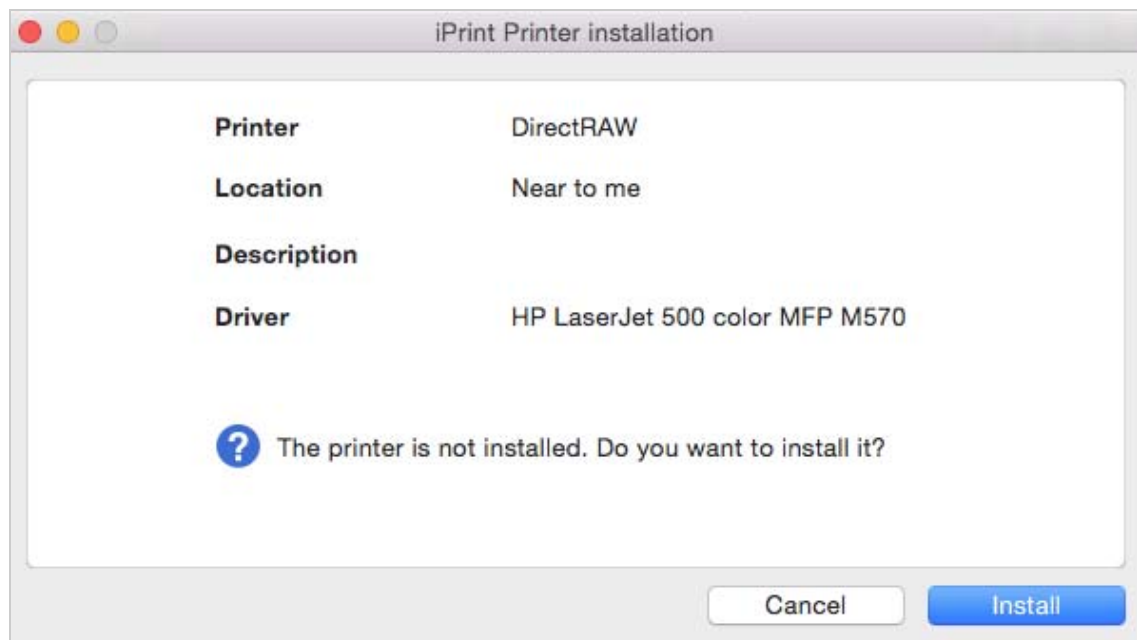 iPrint Printer installation
Printer DirectRAW
Location Near to me
Description
Driver HP LaserJet 500 color MFP M570
? The printer is not installed. Do you want to install it?
Cancel Install